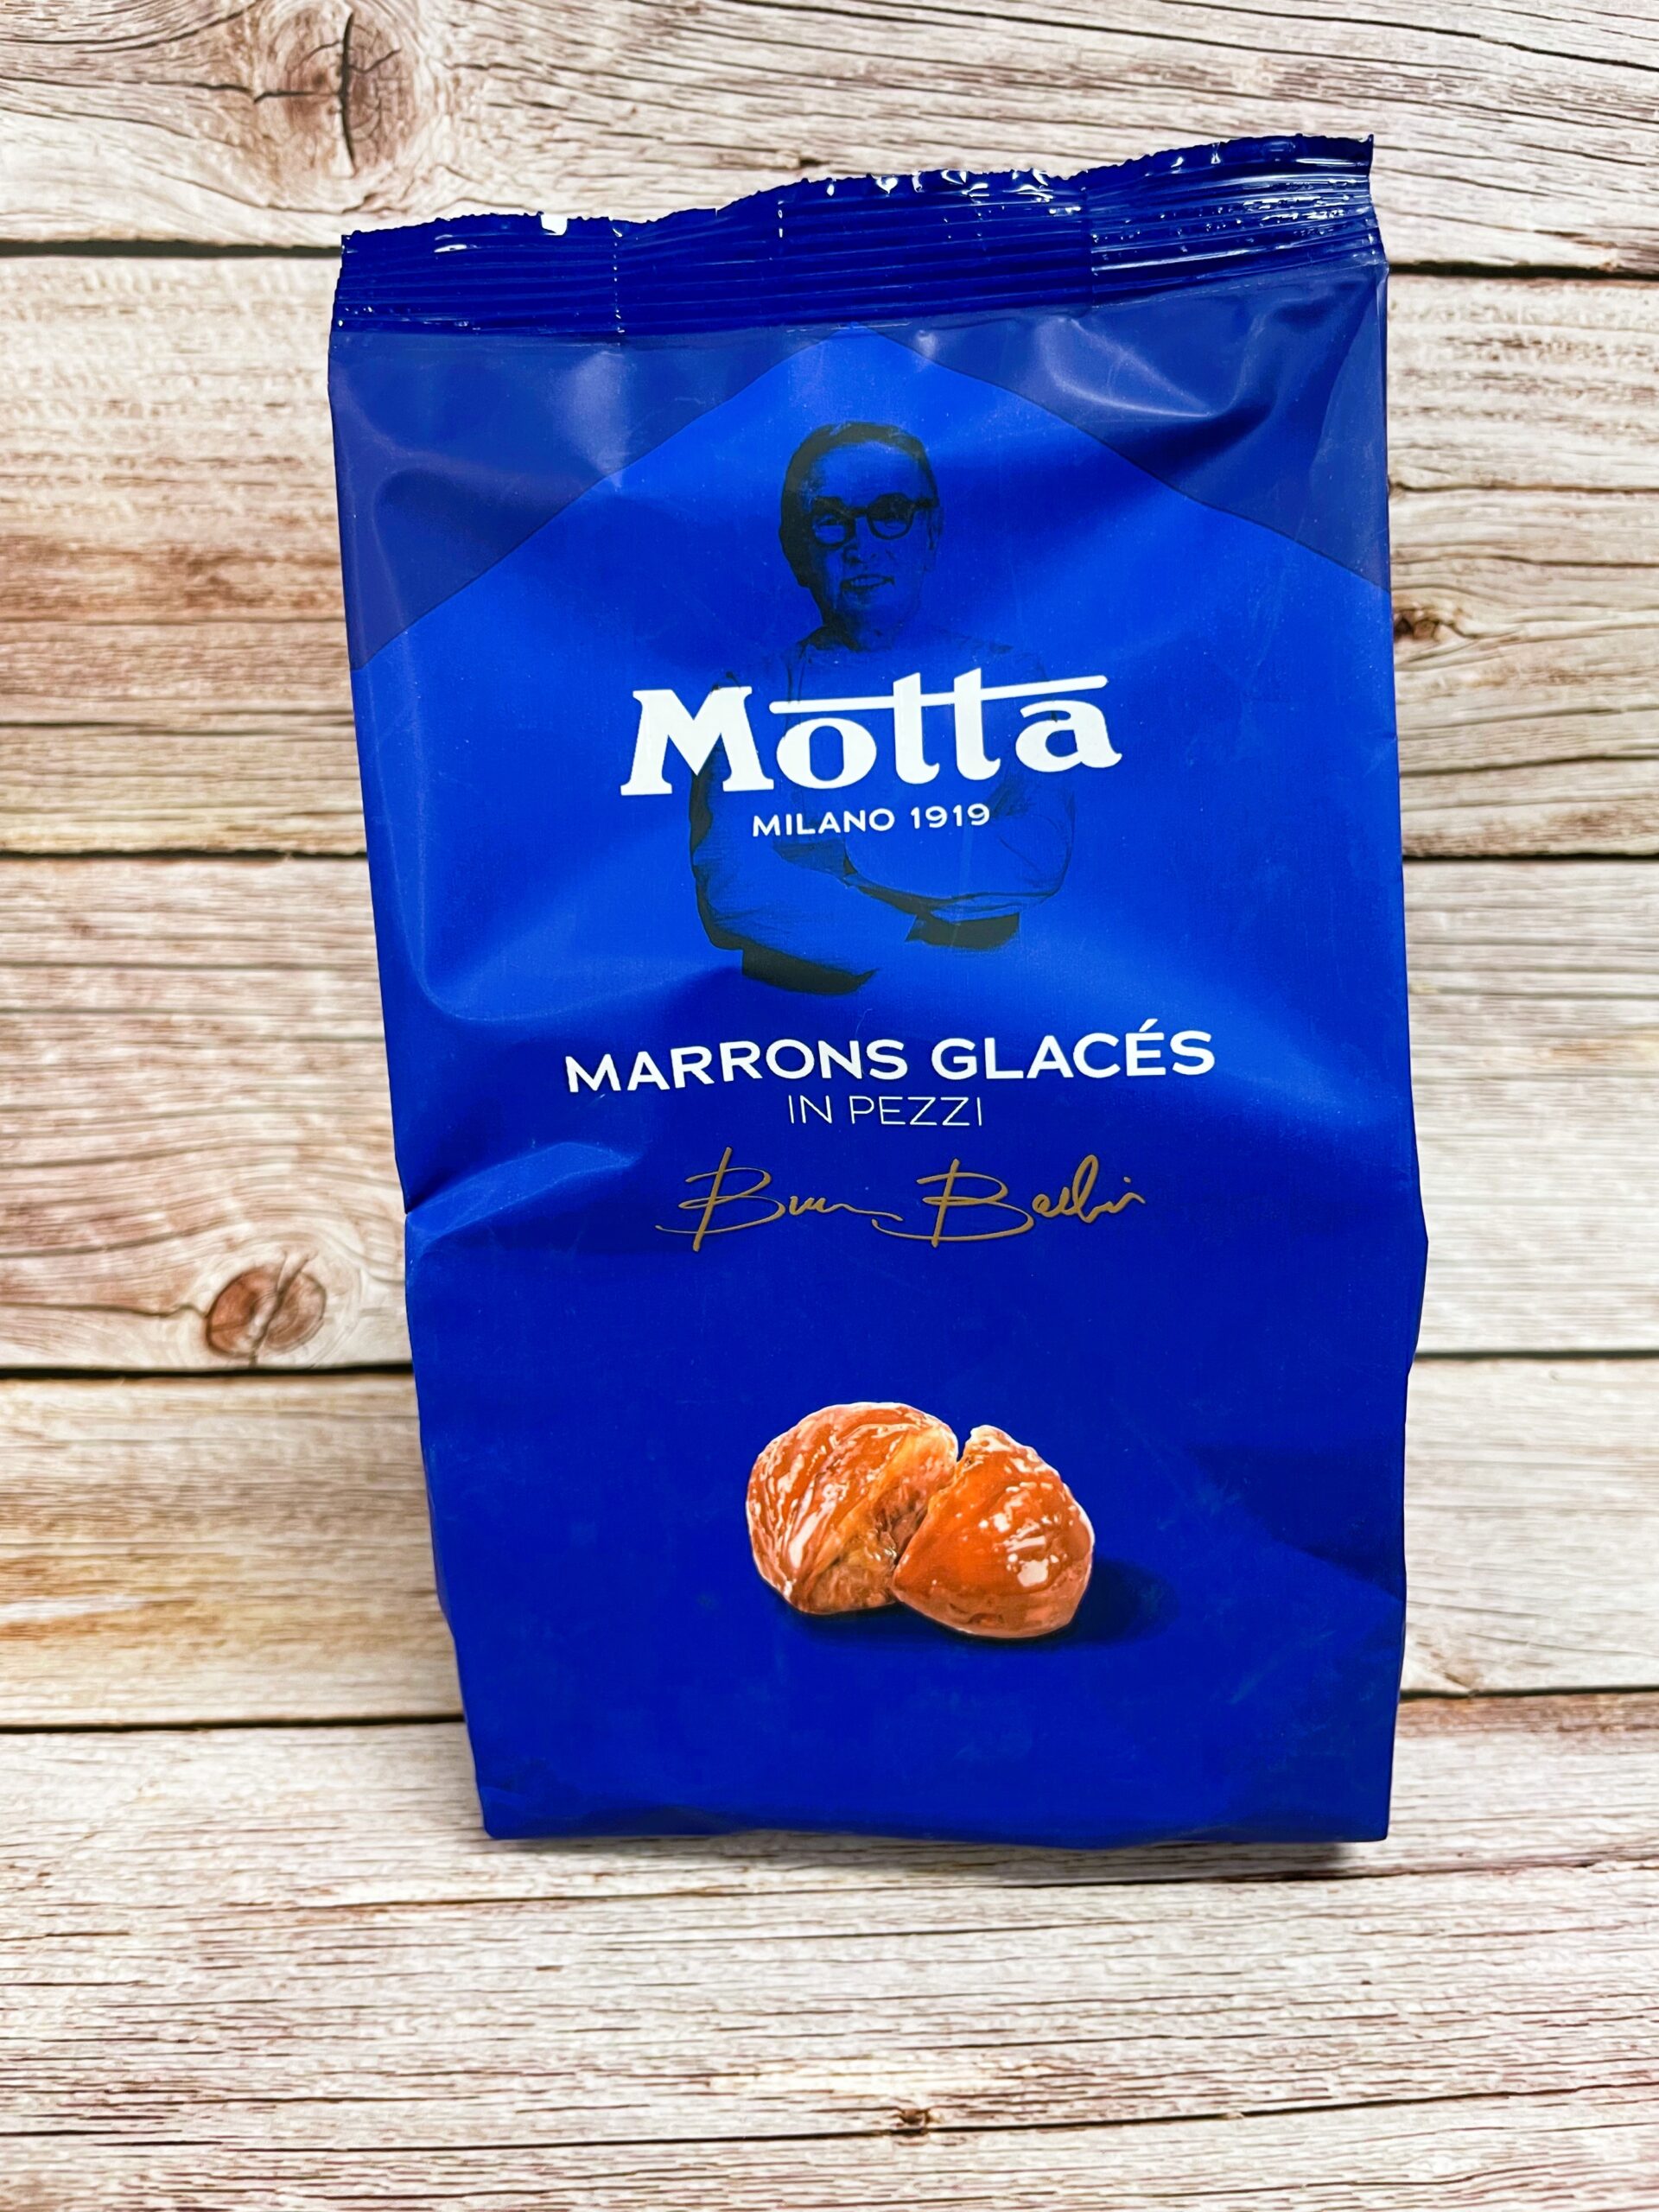 Motta
MILANO 1919
MARRONS GLACÉS
IN PEZZI